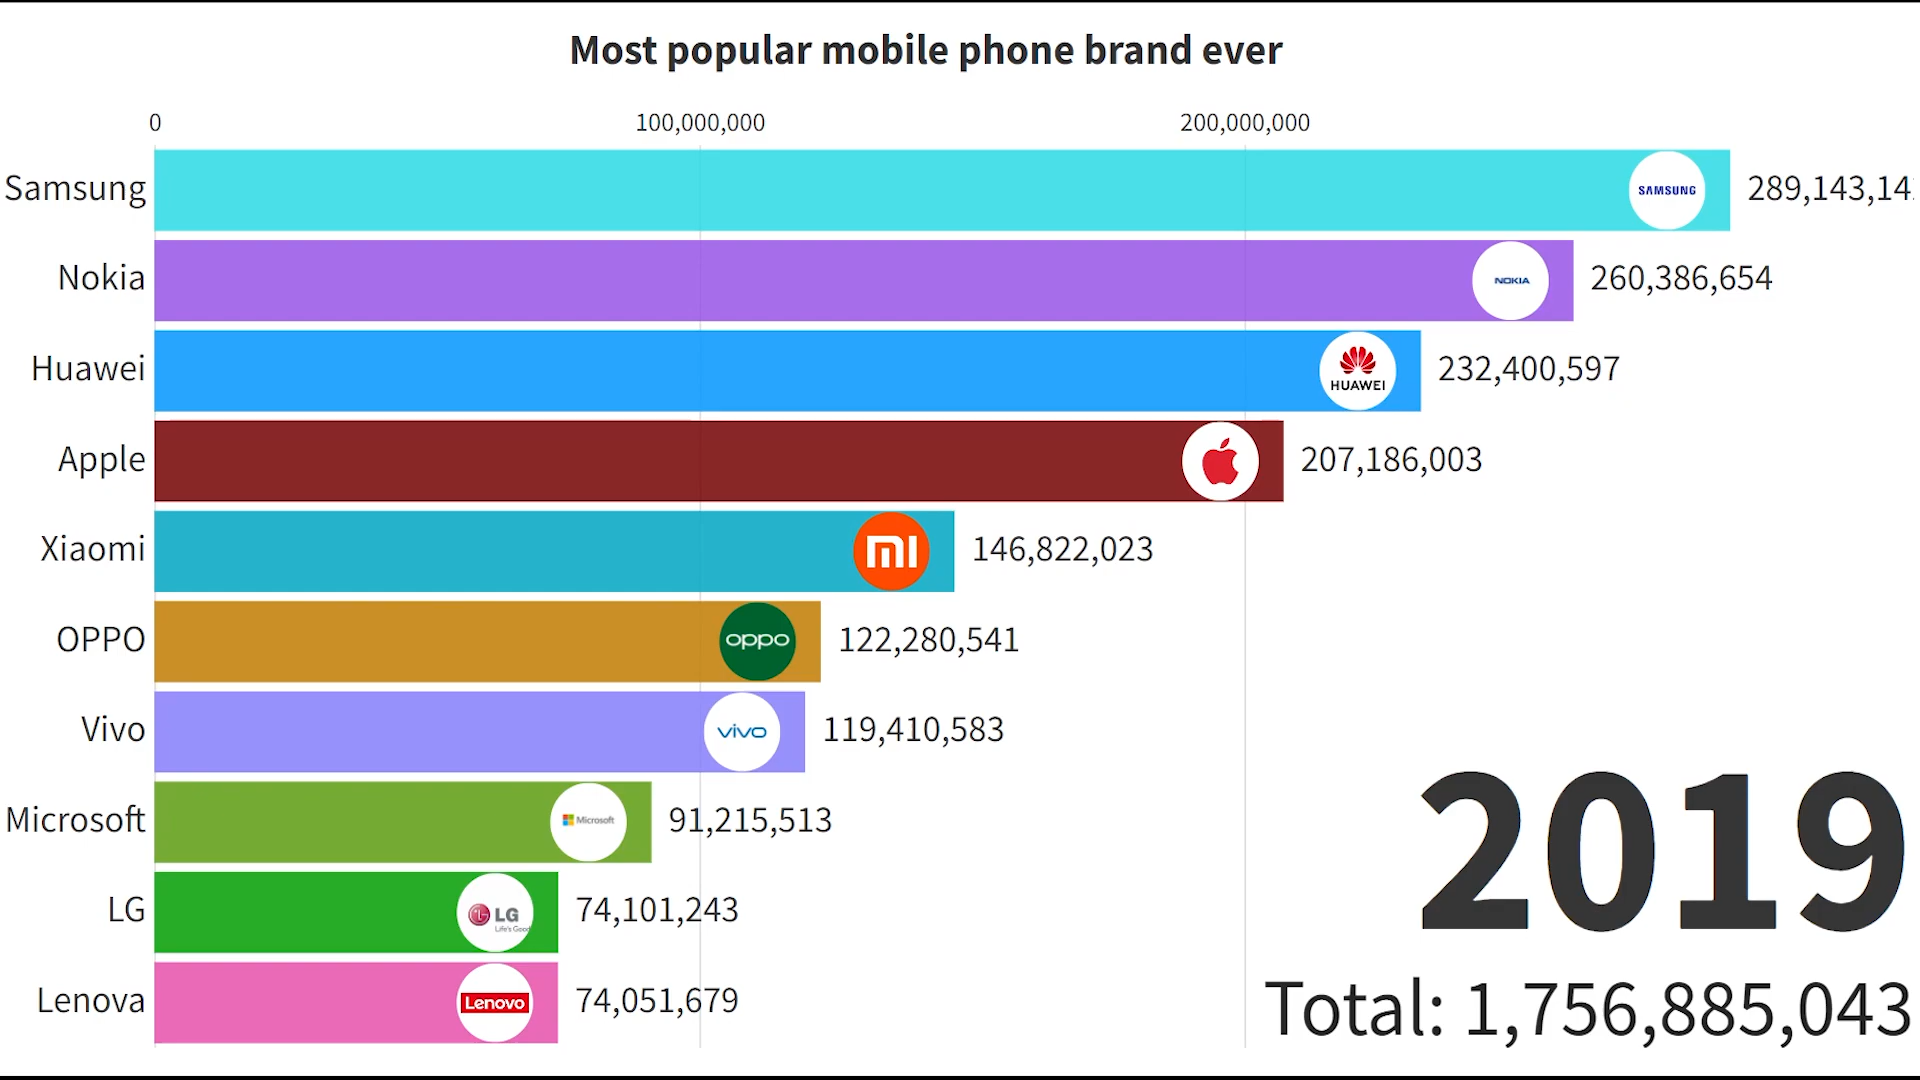 Most popular mobile phone brand ever
0 100,000,000 200,000,000
Samsung SAMSUNG 289,143,14
Nokia NOKIA 260,386,654
Huawei HUAWEI 232,400,597
Apple 207,186,003
Xiaomi mi 146,822,023
OPPO oppo 122,280,541
Vivo vivo 119,410,583
Microsoft Microsoft 91,215,513
LG LG Life's Good 74,101,243
Lenova Lenovo 74,051,679
2019
Total: 1,756,885,043